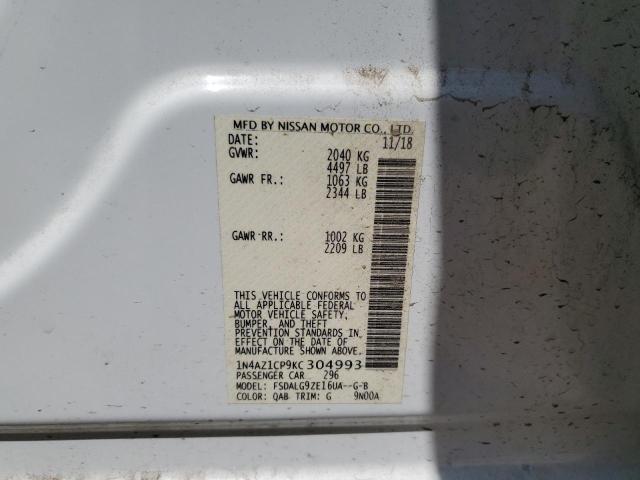 MFD BY NISSAN MOTOR CO., LTD.
DATE: 11/18
GVWR: 2040 KG
4497 LB
GAWR FR.: 1063 KG
2344 LB
GAWR RR.: 1002 KG
2209 LB
THIS VEHICLE CONFORMS TO
ALL APPLICABLE FEDERAL
MOTOR VEHICLE SAFETY,
BUMPER, AND THEFT
PREVENTION STANDARDS IN
EFFECT ON THE DATE OF
MANUFACTURE SHOWN ABOVE.
1N4AZ1CP9KC304993
PASSENGER CAR 296
MODEL: FSDALG9ZE16UA--G-B
COLOR: QAB TRIM: G 9N00A